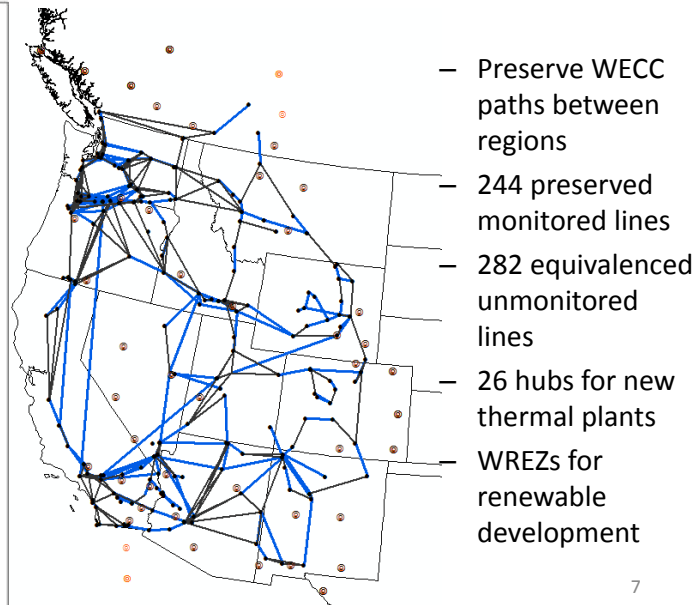 – Preserve WECC
paths between
regions
– 244 preserved
monitored lines
– 282 equivalenced
unmonitored
lines
– 26 hubs for new
thermal plants
– WREZs for
renewable
development
7